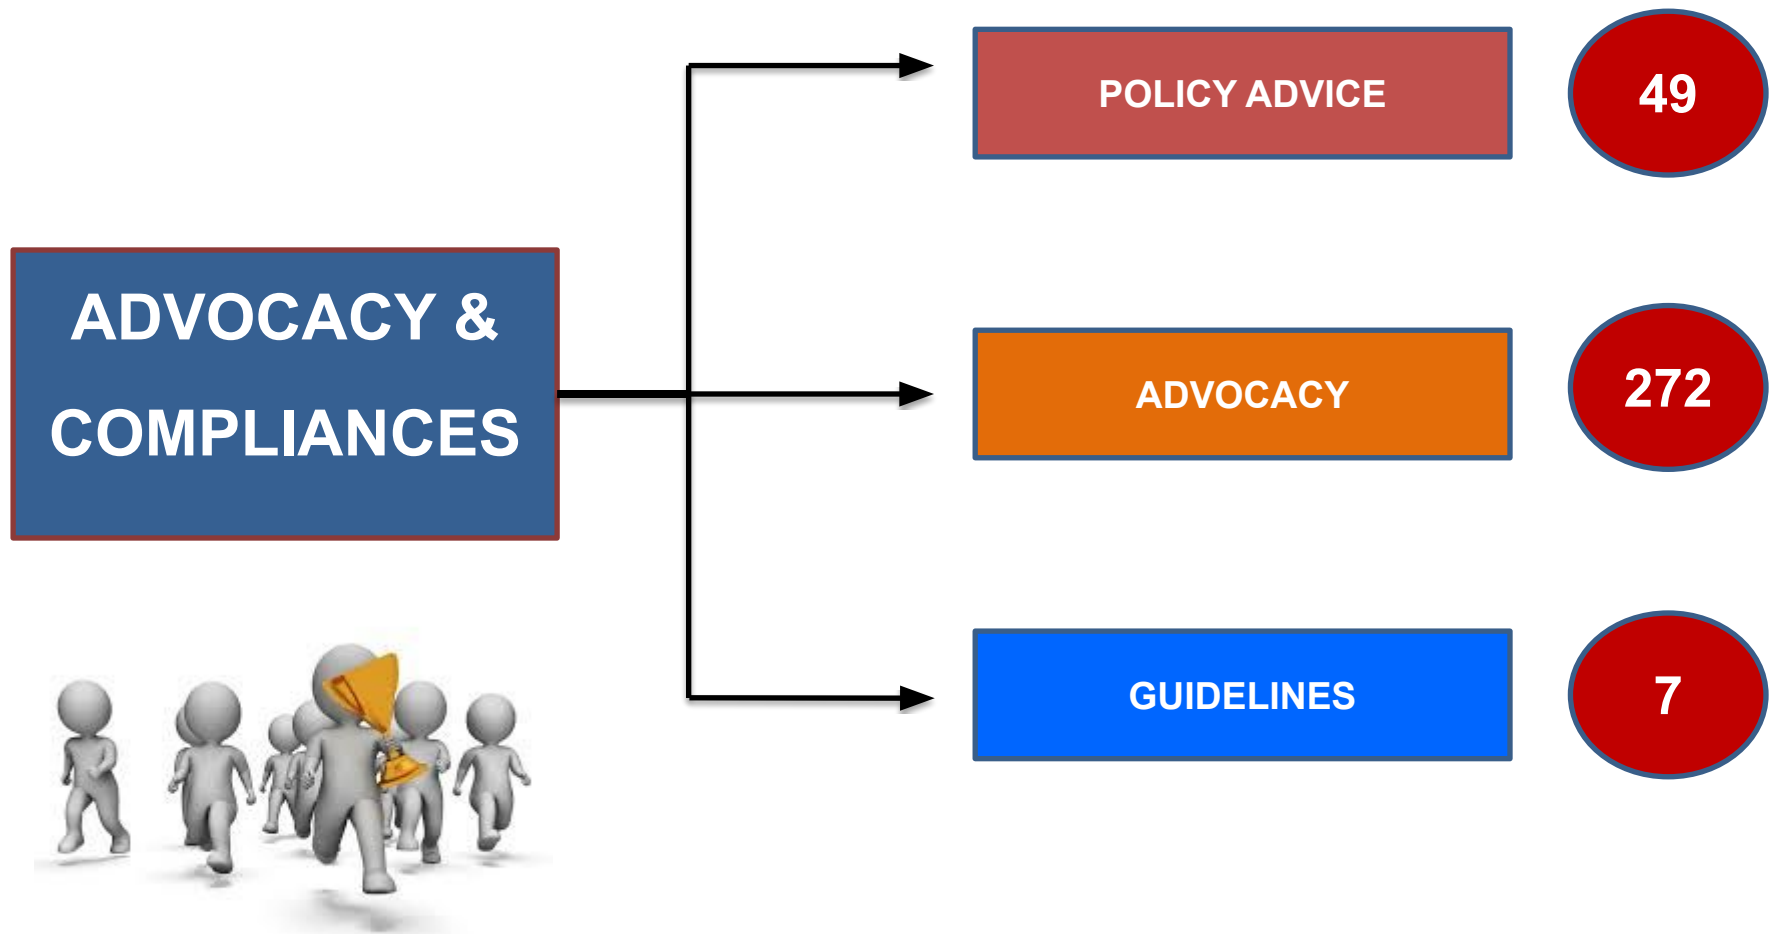 ADVOCACY &
COMPLIANCES
POLICY ADVICE
49
ADVOCACY
272
GUIDELINES
7